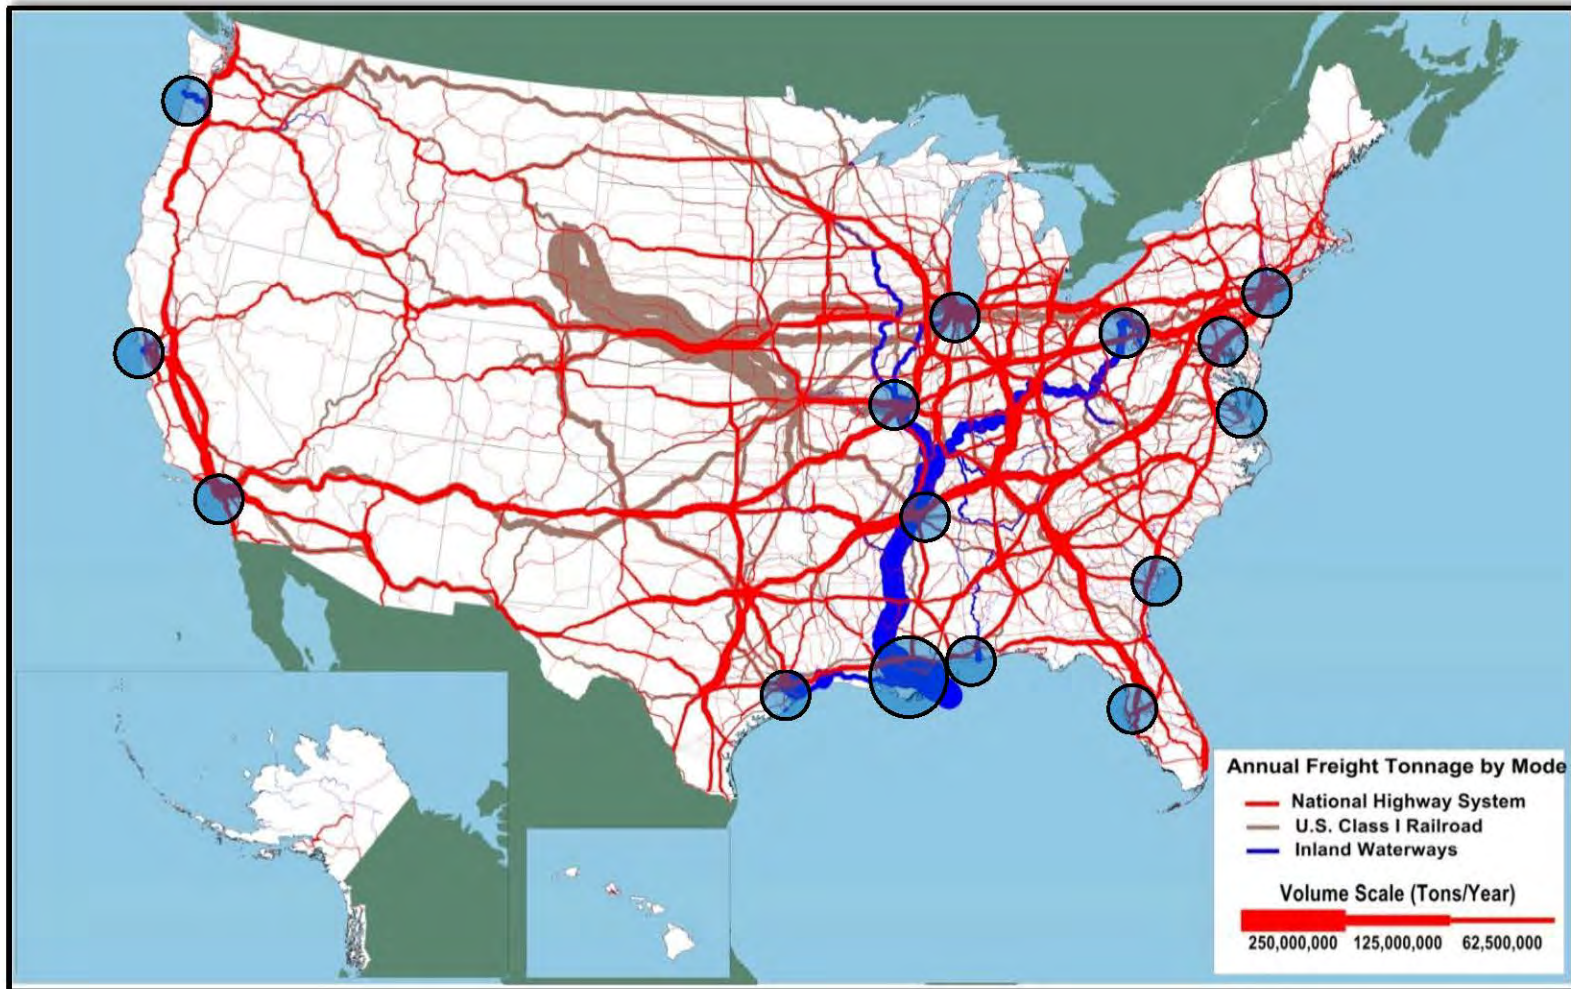 Annual Freight Tonnage by Mode
National Highway System
U.S. Class I Railroad
Inland Waterways
Volume Scale (Tons/Year)
250,000,000 125,000,000 62,500,000